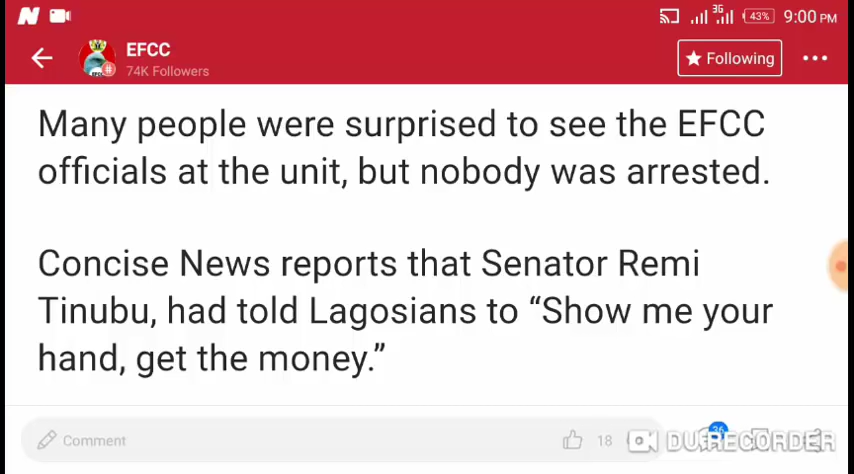 3G
43%
9:00 PM
EFCC
74K Followers
Following
Many people were surprised to see the EFCC
officials at the unit, but nobody was arrested.
Concise News reports that Senator Remi
Tinubu, had told Lagosians to “Show me your
hand, get the money.”
Comment
18
36
DU RECORDER